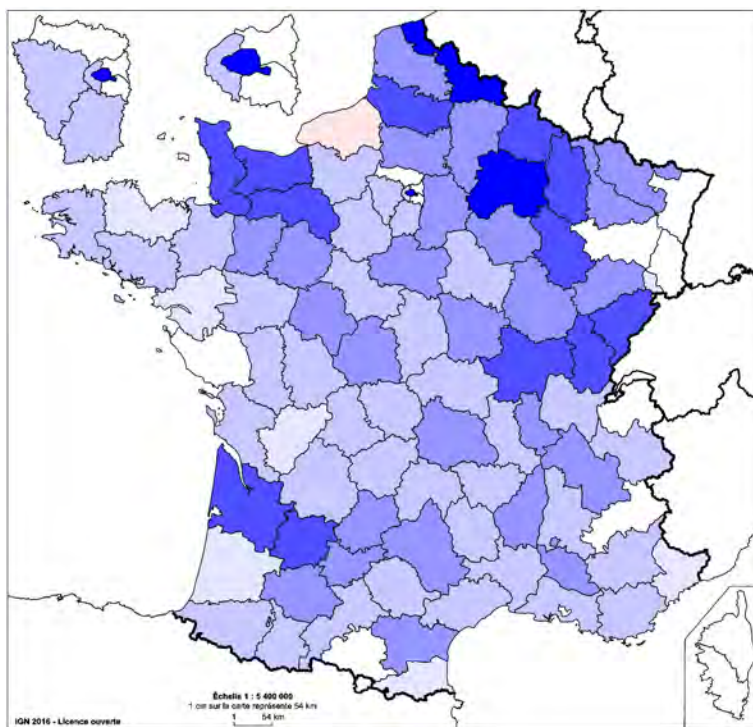 Échelle 1 : 5 400 000
1 cm sur la carte représente 54 km
1 54 km
IGN 2016 - Licence ouverte